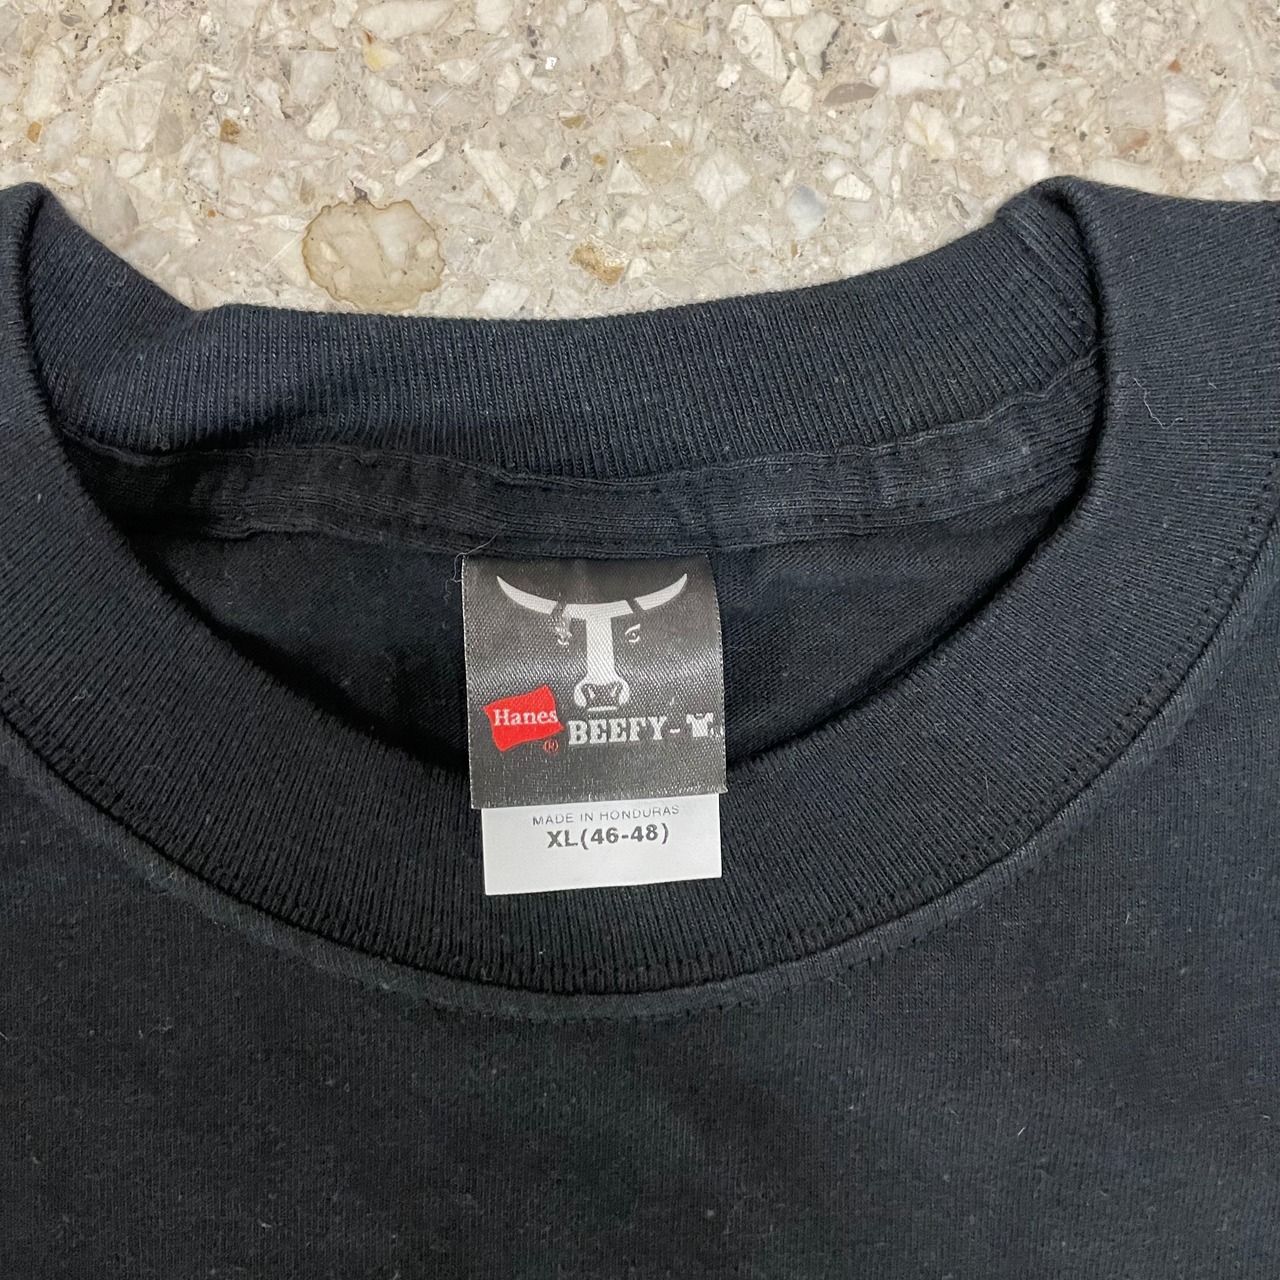 Hanes
®
BEEFY-
MADE IN HONDURAS
XL(46-48)